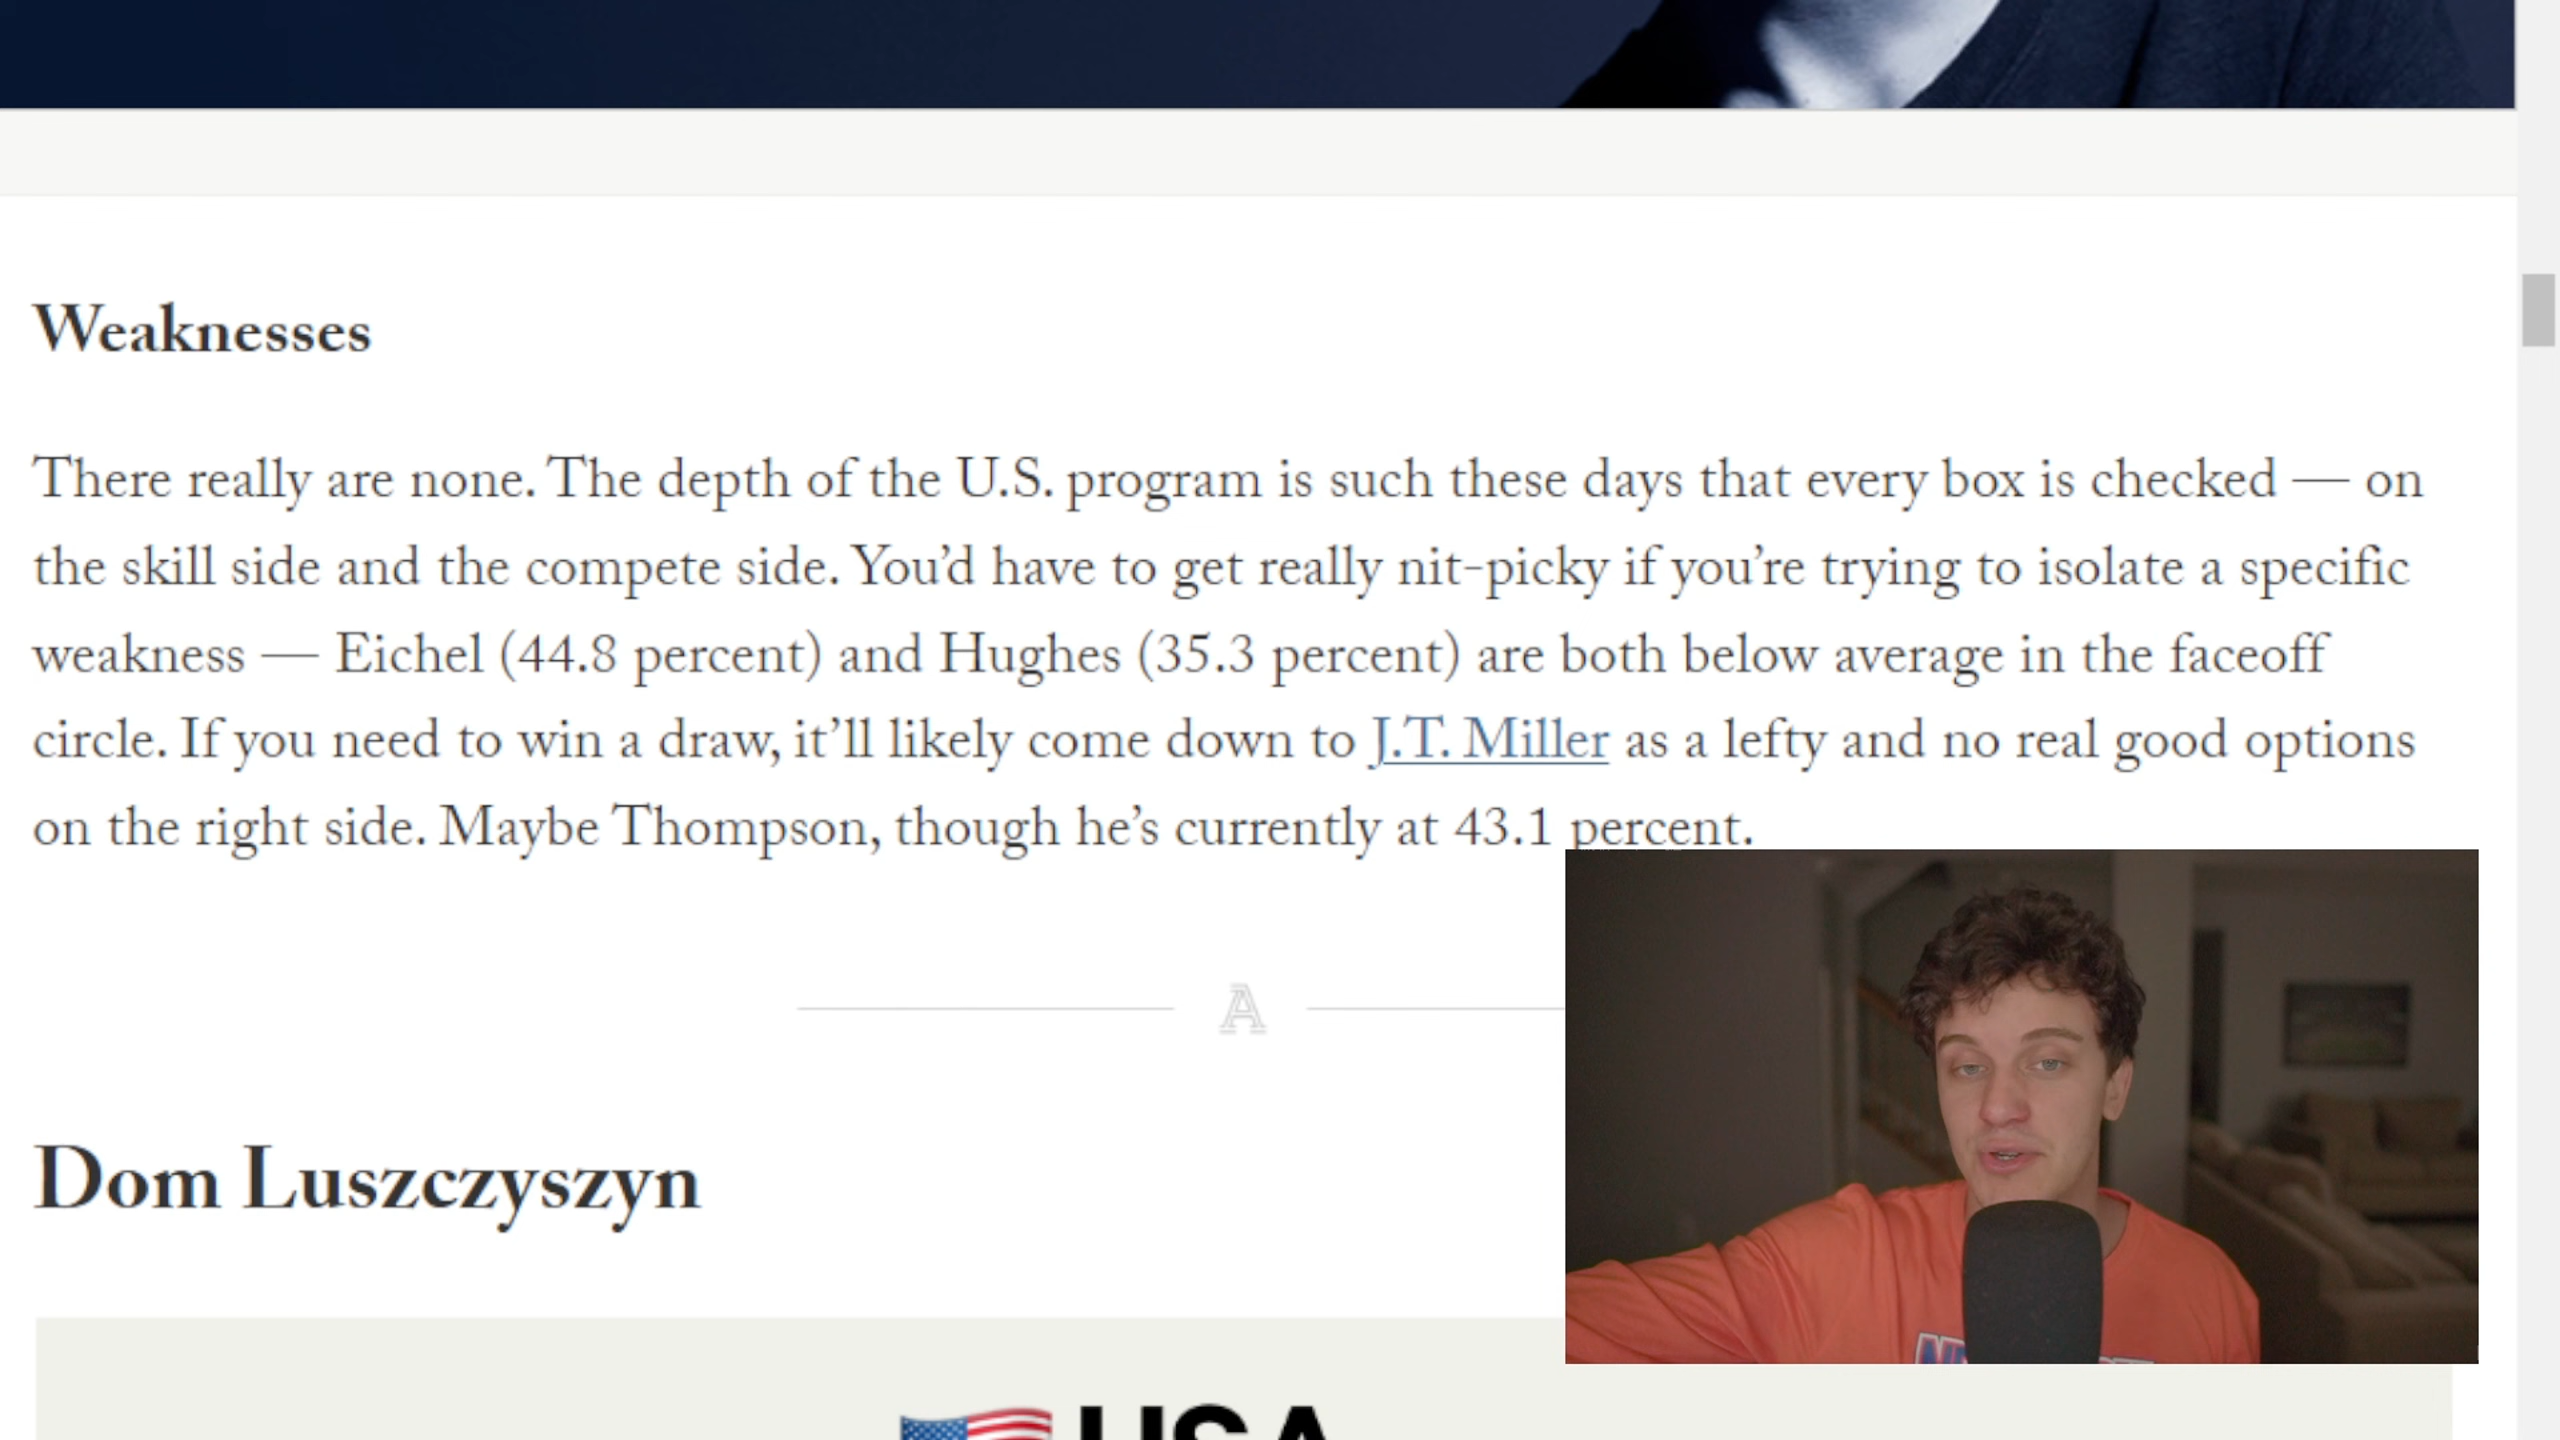 Weaknesses
There really are none. The depth of the U.S. program is such these days that every box is checked — on
the skill side and the compete side. You’d have to get really nit-picky if you’re trying to isolate a specific
weakness — Eichel (44.8 percent) and Hughes (35.3 percent) are both below average in the faceoff
circle. If you need to win a draw, it’ll likely come down to J.T. Miller as a lefty and no real good options
on the right side. Maybe Thompson, though he’s currently at 43.1 percent.
A
Dom Luszczyszyn
USA